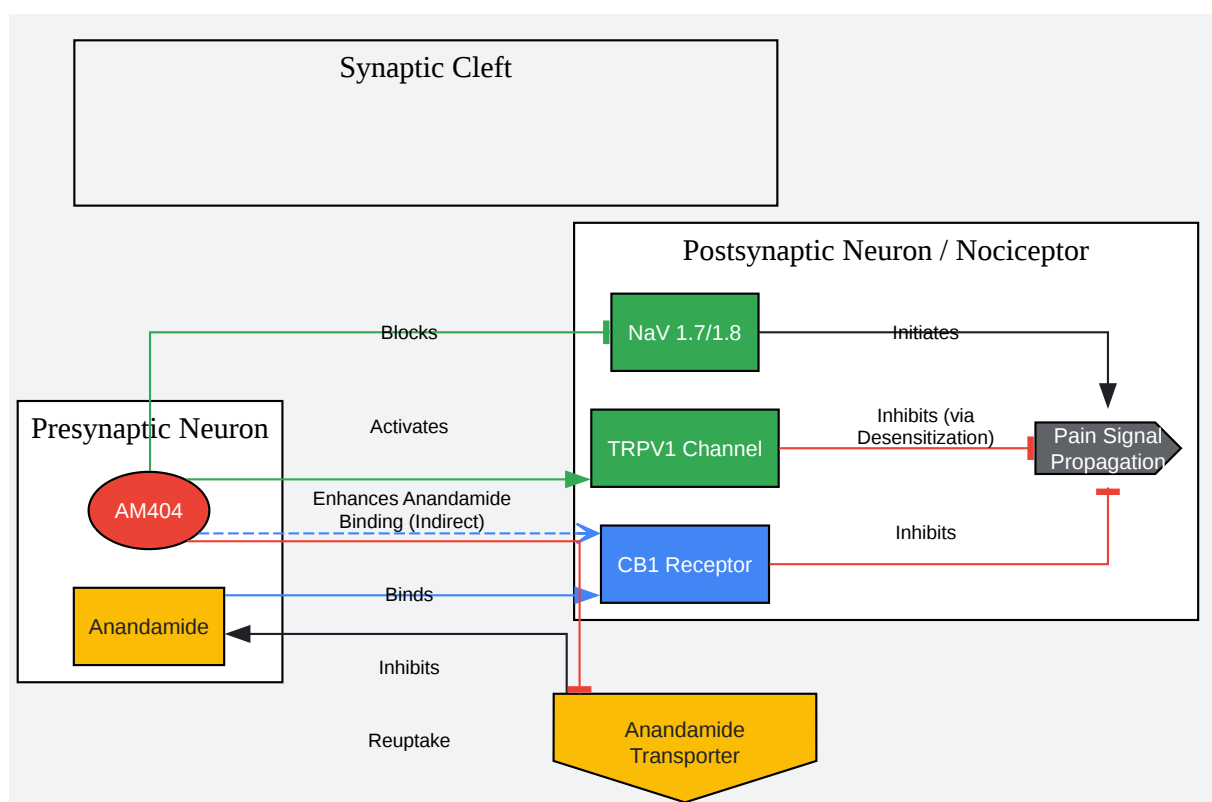 Synaptic Cleft
Postsynaptic Neuron / Nociceptor
Blocks
NaV 1.7/1.8
Initiates
Presynaptic Neuron
Activates
TRPV1 Channel
Inhibits (via
Desensitization)
Pain Signal
Propagation
AM404
Enhances Anandamide
Binding (Indirect)
CB1 Receptor
Inhibits
Anandamide
Binds
Inhibits
Reuptake
Anandamide
Transporter